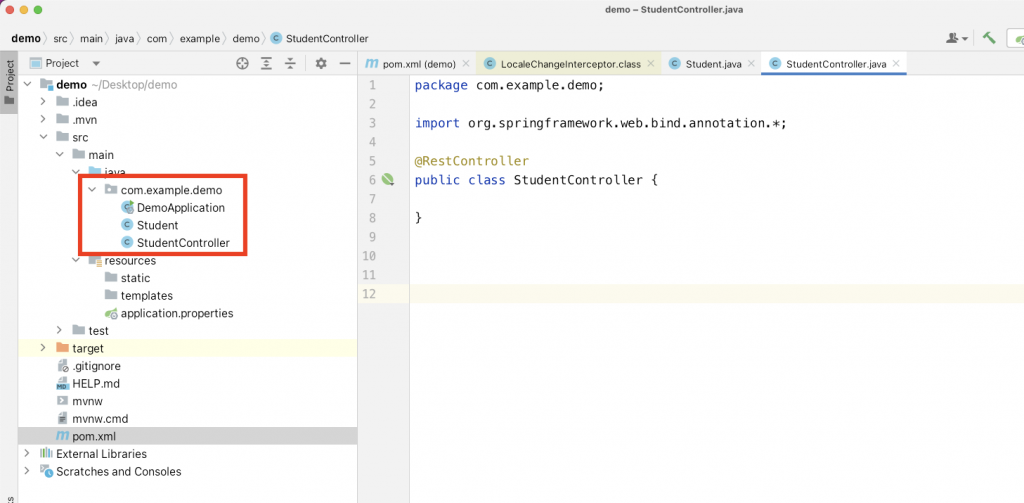 demo – StudentController.java
demo src main java com example demo StudentController
Project
Project
pom.xml (demo) LocaleChangeInterceptor.class Student.java StudentController.java
demo ~/Desktop/demo
.idea
.mvn
src
main
java
com.example.demo
DemoApplication
Student
StudentController
resources
static
templates
application.properties
test
target
.gitignore
HELP.md
mvnw
mvnw.cmd
pom.xml
External Libraries
Scratches and Consoles
1 package com.example.demo;
2
3 import org.springframework.web.bind.annotation.*;
4
5 @RestController
6 public class StudentController {
7
8 }
9
10
11
12